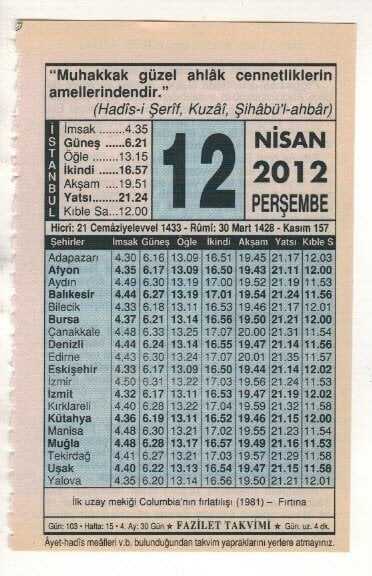 “Muhakkak güzel ahlâk cennetliklerin
amellerindendir.”
(Hadîs-i Şerîf, Kuzâî, Şihâbü'l-ahbâr)
İSTANBUL
İmsak .......4.35
Güneş ......6.21
Öğle ........13.15
İkindi .......16.57
Akşam ...19.51
Yatsı.......21.24
Kıble Sa...12.00
12
NİSAN
2012
PERŞEMBE
Hicrî: 21 Cemâziyelevvel 1433 - Rûmî: 30 Mart 1428 - Kasım 157
Şehirler İmsak Güneş Öğle İkindi Akşam Yatsı Kıble S
Adapazarı 4.30 6.16 13.09 16.51 19.45 21.17 12.03
Afyon 4.35 6.17 13.09 16.50 19.43 21.11 12.00
Aydın 4.49 6.30 13.19 17.00 19.52 21.19 11.53
Balıkesir 4.44 6.27 13.19 17.01 19.54 21.24 11.56
Bilecik 4.33 6.18 13.11 16.53 19.46 21.17 12.01
Bursa 4.37 6.21 13.14 16.56 19.50 21.21 12.00
Çanakkale 4.48 6.33 13.25 17.07 20.00 21.31 11.54
Denizli 4.44 6.24 13.14 16.55 19.47 21.14 11.56
Edirne 4.43 6.30 13.24 17.07 20.01 21.35 11.57
Eskişehir 4.33 6.17 13.09 16.50 19.44 21.14 12.02
İzmir 4.50 6.31 13.22 17.03 19.56 21.24 11.53
İzmit 4.32 6.17 13.11 16.53 19.47 21.19 12.02
Kırklareli 4.40 6.28 13.22 17.04 19.59 21.32 11.58
Kütahya 4.36 6.19 13.11 16.52 19.46 21.15 12.00
Manisa 4.48 6.30 13.21 17.02 19.55 21.23 11.54
Muğla 4.48 6.28 13.17 16.57 19.49 21.16 11.53
Tekirdağ 4.41 6.27 13.21 17.03 19.57 21.29 11.58
Uşak 4.40 6.22 13.13 16.54 19.47 21.15 11.58
Yalova 4.35 6.20 13.14 16.56 19.50 21.21 12.01
İlk uzay mekiği Columbia'nın fırlatılışı (1981) – Fırtına
Gün: 103 - Hafta: 15 - 4. Ay: 30 Gün ★ FAZİLET TAKVİMİ ★ Gün. uz. 4 dk.
Âyet-hadîs meâlleri v.b. bulunduğundan takvim yapraklarını yerlere atmayınız.